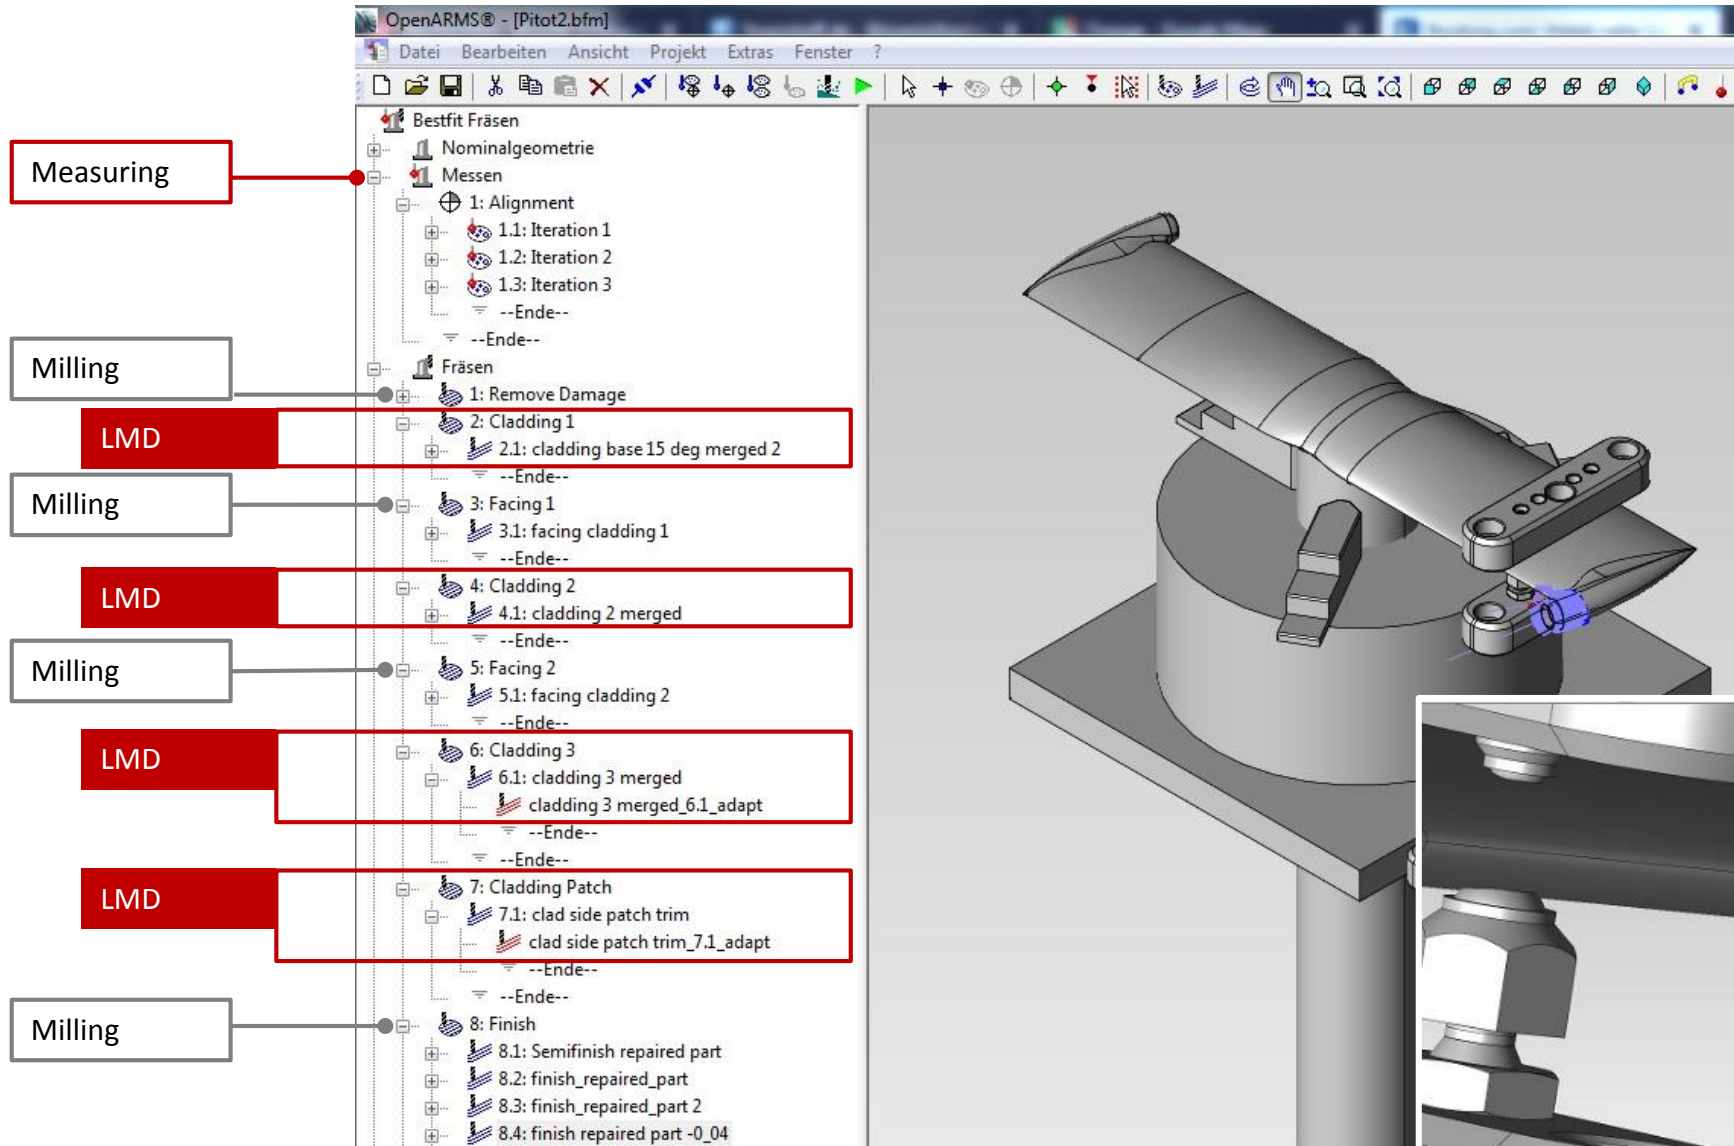 OpenARMS® - [Pitot2.bfm]
Datei Bearbeiten Ansicht Projekt Extras Fenster ?
Bestfit Fräsen
Nominalgeometrie
Measuring
Messen
1: Alignment
1.1: Iteration 1
1.2: Iteration 2
1.3: Iteration 3
--Ende--
--Ende--
Milling
Fräsen
1: Remove Damage
LMD
2: Cladding 1
2.1: cladding base 15 deg merged 2
--Ende--
Milling
3: Facing 1
3.1: facing cladding 1
--Ende--
LMD
4: Cladding 2
4.1: cladding 2 merged
--Ende--
Milling
5: Facing 2
5.1: facing cladding 2
--Ende--
LMD
6: Cladding 3
6.1: cladding 3 merged
cladding 3 merged_6.1_adapt
--Ende--
--Ende--
LMD
7: Cladding Patch
7.1: clad side patch trim
clad side patch trim_7.1_adapt
--Ende--
--Ende--
Milling
8: Finish
8.1: Semifinish repaired part
8.2: finish_repaired_part
8.3: finish_repaired_part 2
8.4: finish repaired part -0_04